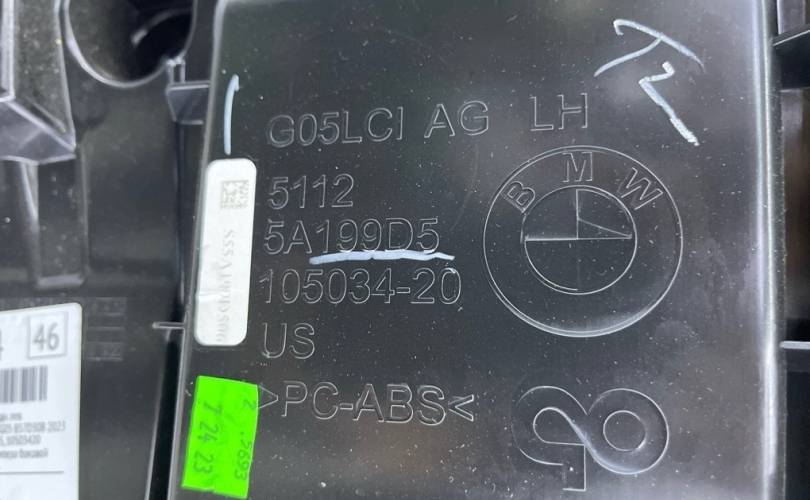 G05LCI AG LH
5112
5A199D5
105034-20
US
>PC-ABS<
BMW
46
7 24 23